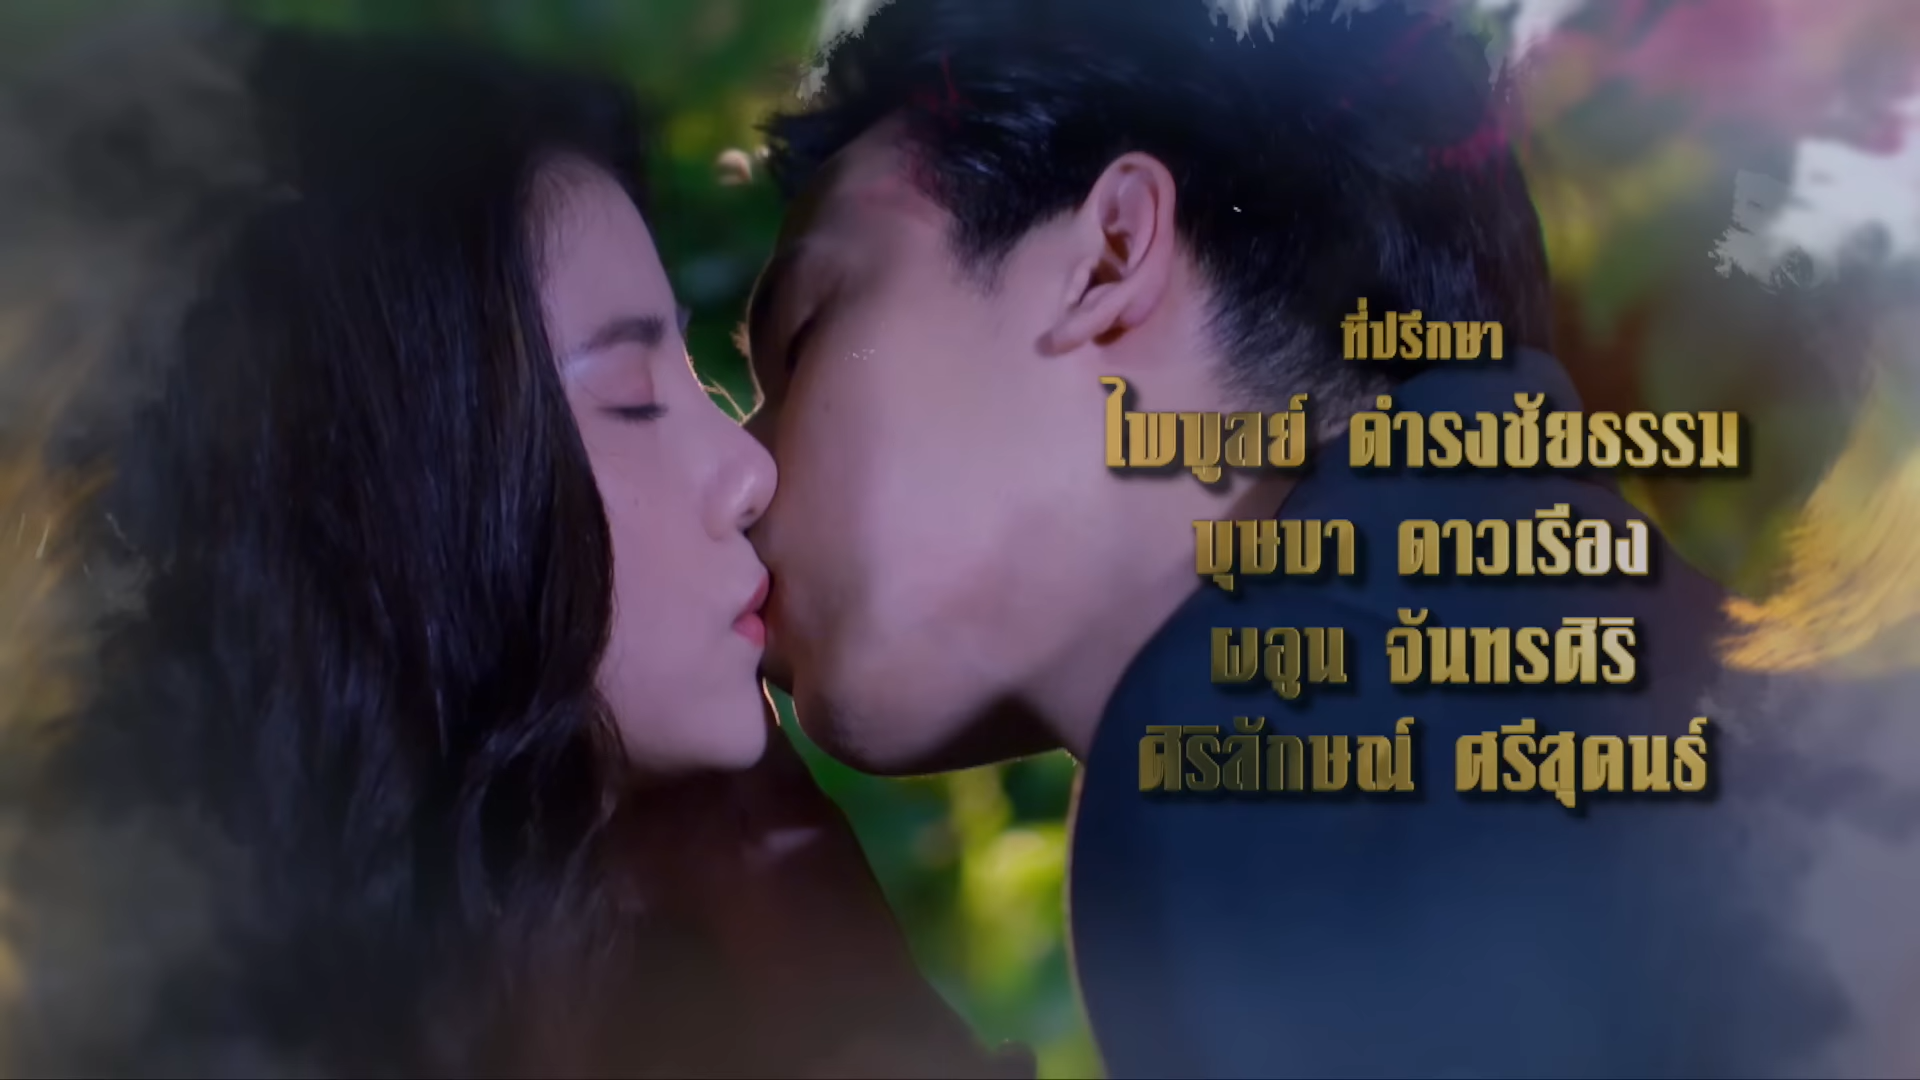 ที่ปรึกษา
ไพบูลย์ ดำรงชัยธรรม
บุษบา ดาวเรือง
ผอูน จันทรศิริ
ศิริลักษณ์ ศรีสุคนธ์